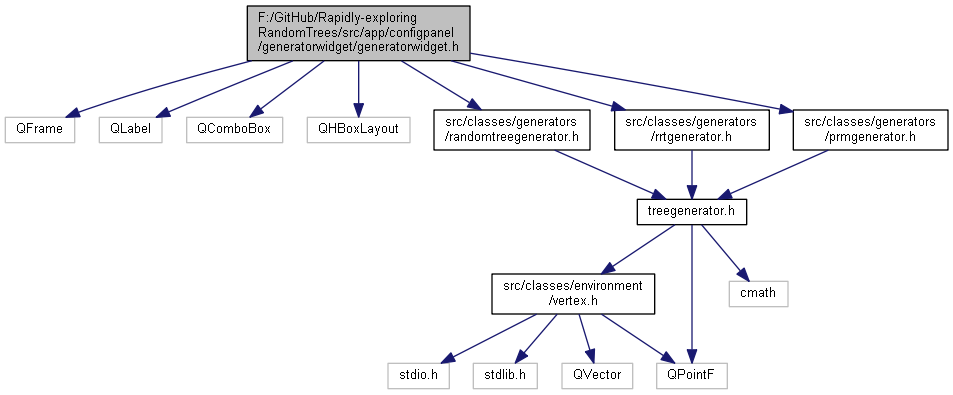 F:/GitHub/Rapidly-exploring
RandomTrees/src/app/configpanel
/generatorwidget/generatorwidget.h
QFrame
QLabel
QComboBox
QHBoxLayout
src/classes/generators
/randomtreegenerator.h
src/classes/generators
/rrtgenerator.h
src/classes/generators
/prmgenerator.h
treegenerator.h
src/classes/environment
/vertex.h
cmath
stdio.h
stdlib.h
QVector
QPointF